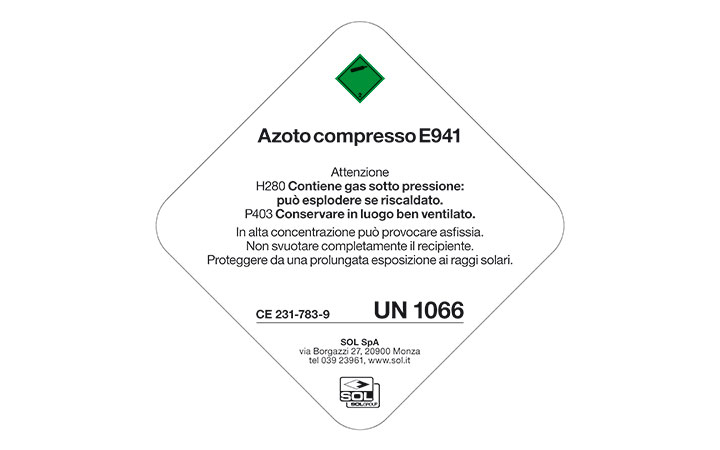 2
Azoto compresso E941
Attenzione
H280 Contiene gas sotto pressione:
può esplodere se riscaldato.
P403 Conservare in luogo ben ventilato.
In alta concentrazione può provocare asfissia.
Non svuotare completamente il recipiente.
Proteggere da una prolungata esposizione ai raggi solari.
CE 231-783-9 UN 1066
SOL SpA
via Borgazzi 27, 20900 Monza
tel 039 23961, www.sol.it
SOL
SOLGROUP